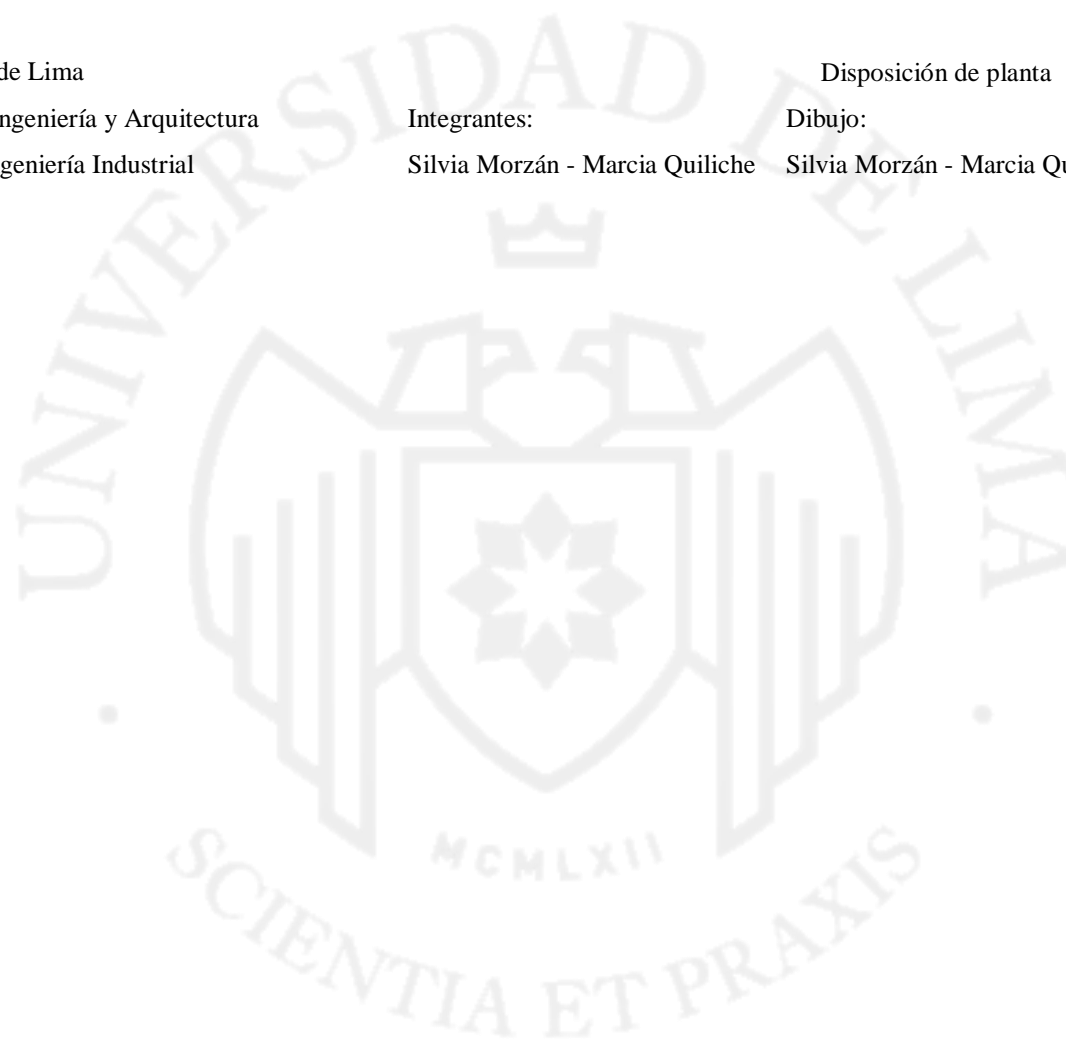 de Lima
Disposición de planta
ngeniería y Arquitectura
Integrantes:
Dibujo:
geniería Industrial
Silvia Morzán - Marcia Quiliche
Silvia Morzán - Marcia Qu
UNIVERSIDAD DE LIMA
MCMLXII
SCIENTIA ET PRAXIS